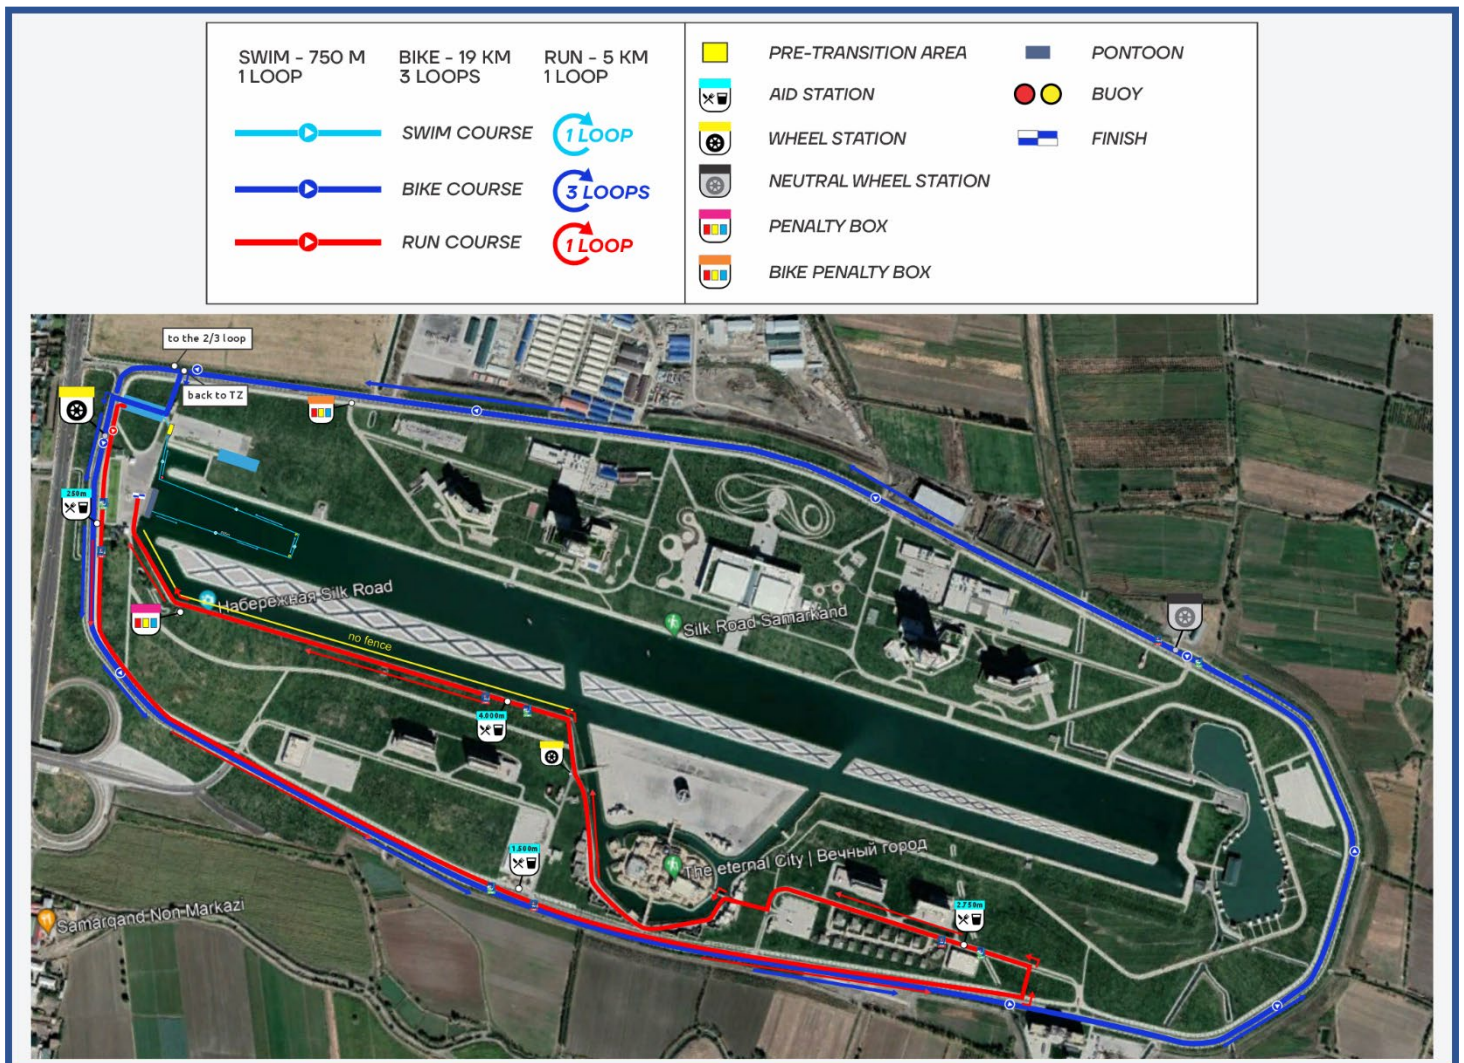 SWIM - 750 M
1 LOOP
BIKE - 19 KM
3 LOOPS
RUN - 5 KM
1 LOOP
SWIM COURSE
1 LOOP
BIKE COURSE
3 LOOPS
RUN COURSE
1 LOOP
PRE-TRANSITION AREA
AID STATION
WHEEL STATION
NEUTRAL WHEEL STATION
PENALTY BOX
BIKE PENALTY BOX
PONTOON
BUOY
FINISH
to the 2/3 loop
back to TZ
250m
Набережная Silk Road
Silk Road Samarkand
no fence
4.000m
1.500m
The eternal City | Вечный город
2.750m
Samarqand Non Markazi